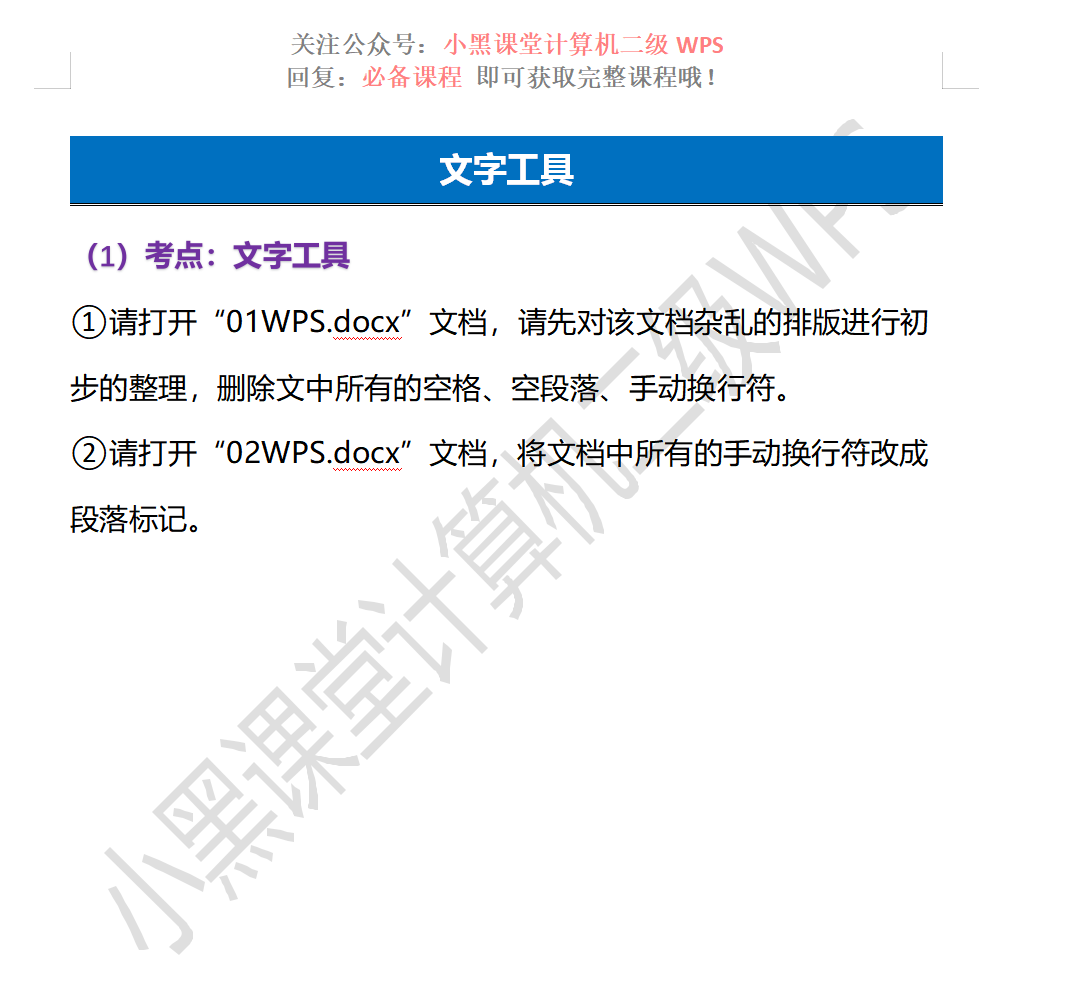 关注公众号：小黑课堂计算机二级 WPS
回复：必备课程 即可获取完整课程哦！
文字工具
（1）考点：文字工具
①请打开“01WPS.docx”文档，请先对该文档杂乱的排版进行初
步的整理，删除文中所有的空格、空段落、手动换行符。
②请打开“02WPS.docx”文档，将文档中所有的手动换行符改成
段落标记。
小黑课堂计算机二级WPS